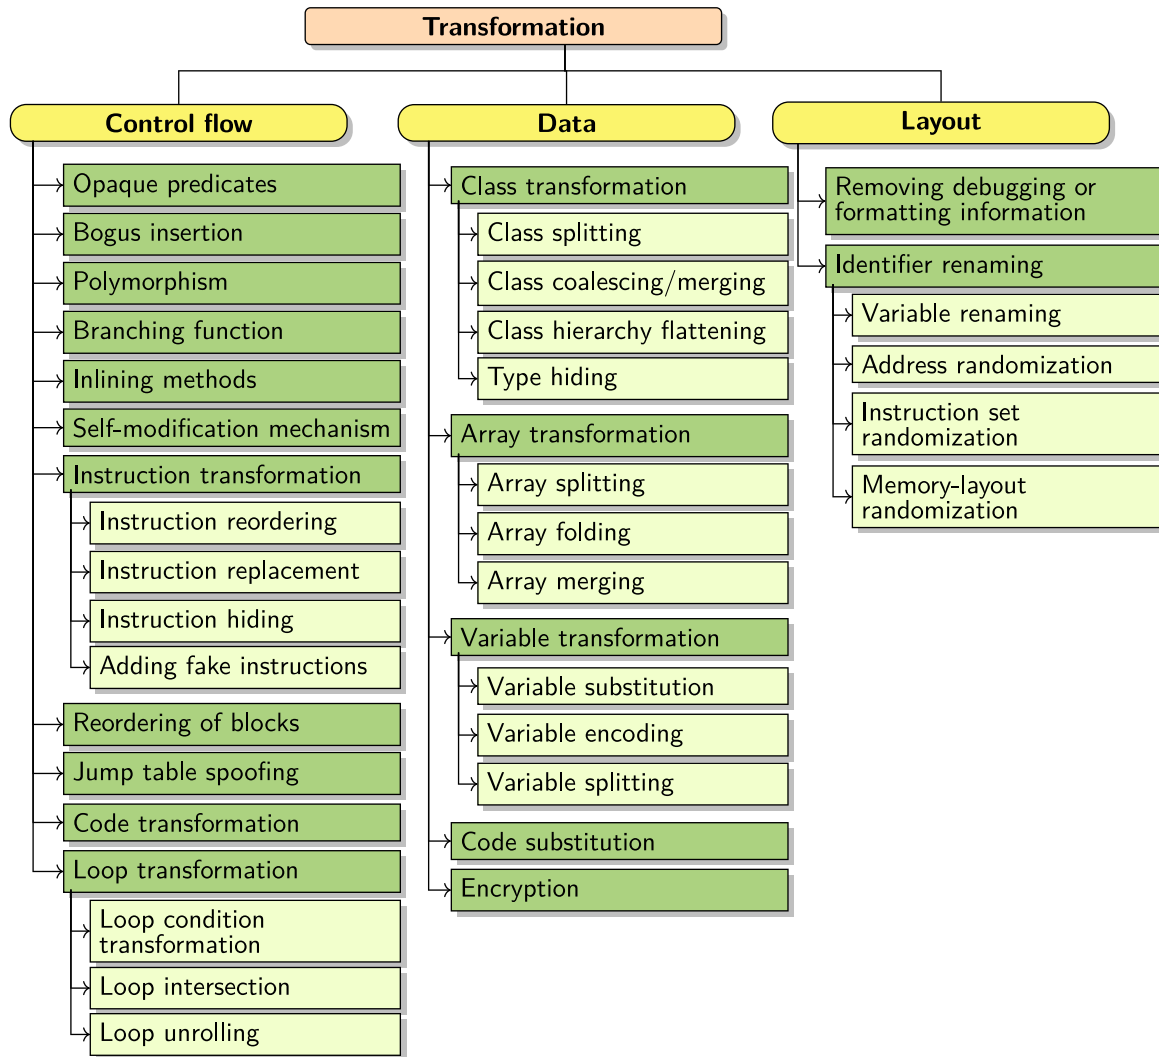 Transformation
Control flow
Opaque predicates
Bogus insertion
Polymorphism
Branching function
Inlining methods
Self-modification mechanism
Instruction transformation
Instruction reordering
Instruction replacement
Instruction hiding
Adding fake instructions
Reordering of blocks
Jump table spoofing
Code transformation
Loop transformation
Loop condition
transformation
Loop intersection
Loop unrolling
Data
Class transformation
Class splitting
Class coalescing/merging
Class hierarchy flattening
Type hiding
Array transformation
Array splitting
Array folding
Array merging
Variable transformation
Variable substitution
Variable encoding
Variable splitting
Code substitution
Encryption
Layout
Removing debugging or
formatting information
Identifier renaming
Variable renaming
Address randomization
Instruction set
randomization
Memory-layout
randomization